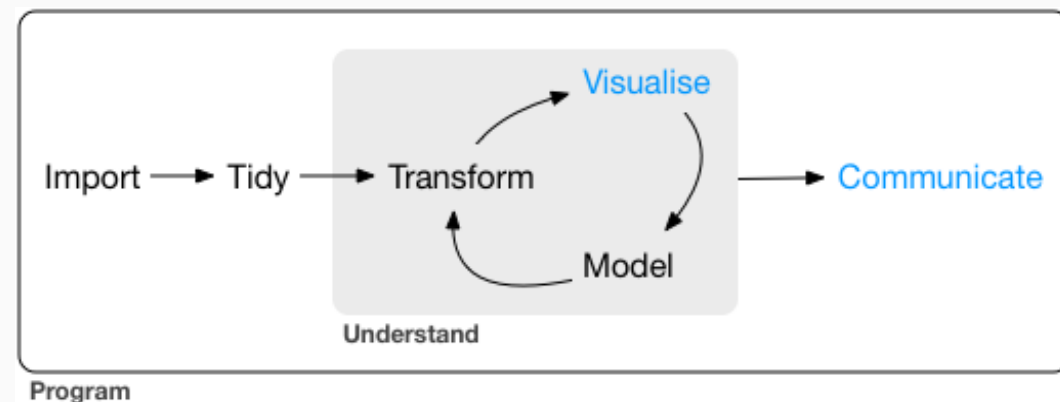 Visualise
Import
Tidy
Transform
Communicate
Model
Understand
Program